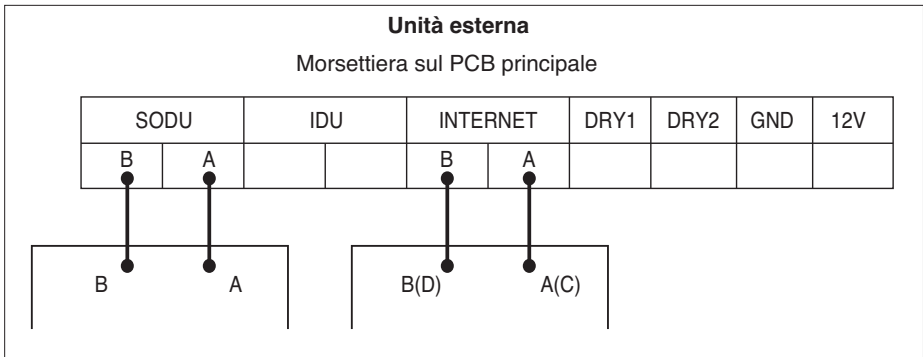 Unità esterna
Morsettiera sul PCB principale
SODU IDU INTERNET DRY1 DRY2 GND 12V
B A B A
B A B(D) A(C)